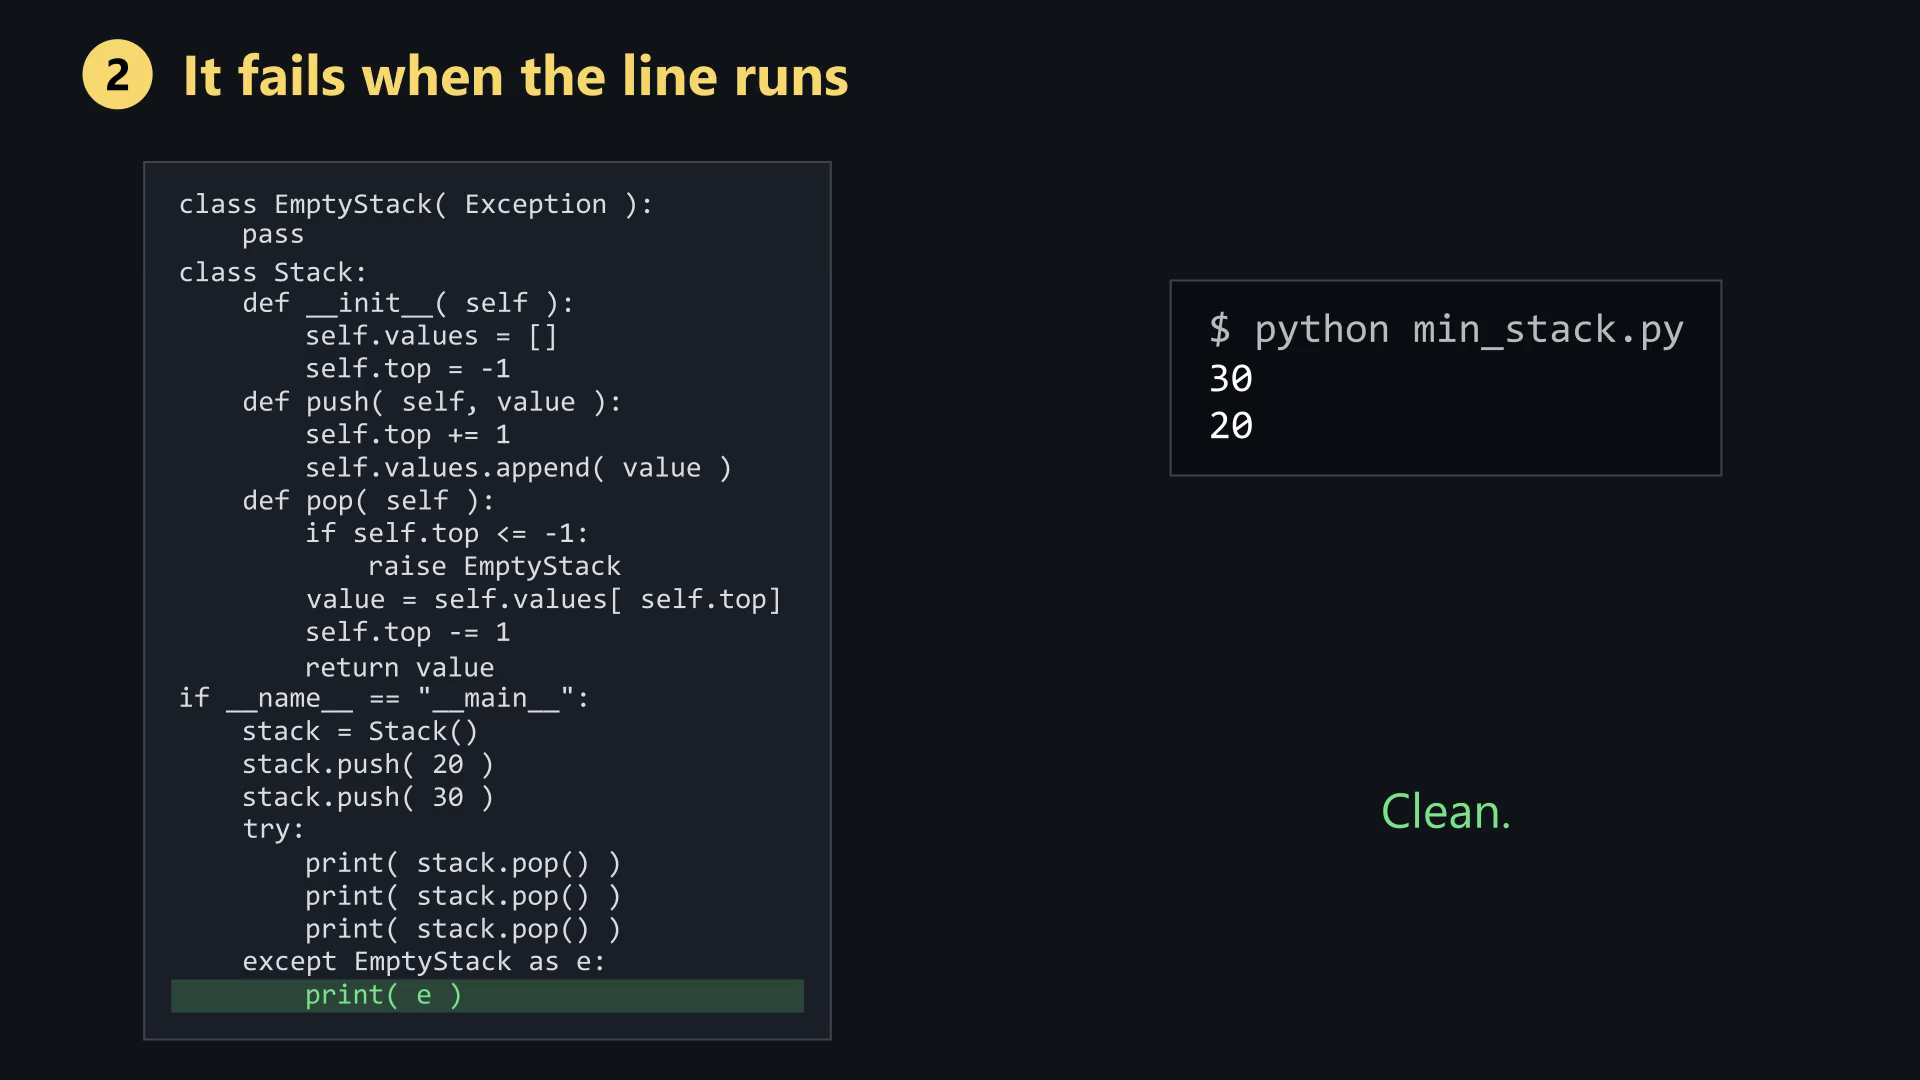 2 It fails when the line runs
class EmptyStack( Exception ):
    pass
class Stack:
    def __init__( self ):
        self.values = []
        self.top = -1
    def push( self, value ):
        self.top += 1
        self.values.append( value )
    def pop( self ):
        if self.top <= -1:
            raise EmptyStack
        value = self.values[ self.top]
        self.top -= 1
        return value
if __name__ == "__main__":
    stack = Stack()
    stack.push( 20 )
    stack.push( 30 )
    try:
        print( stack.pop() )
        print( stack.pop() )
        print( stack.pop() )
    except EmptyStack as e:
        print( e )
$ python min_stack.py
30
20
Clean.